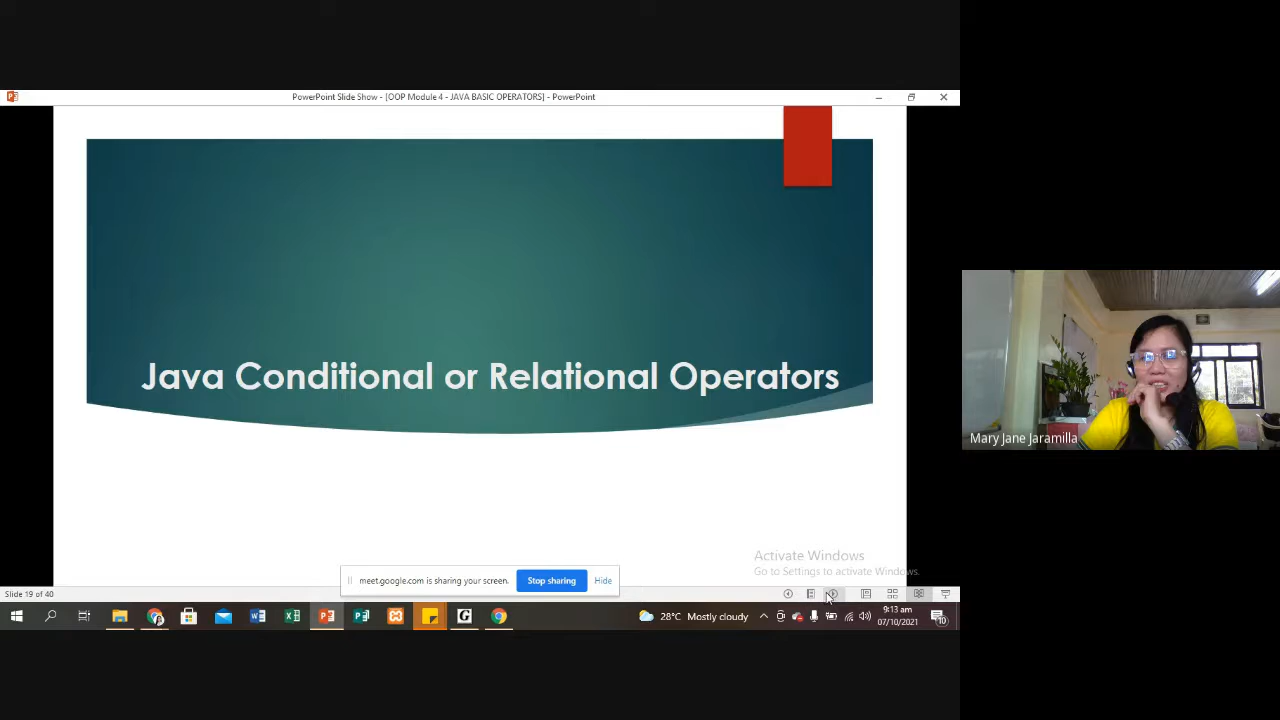 PowerPoint Slide Show - [OOP Module 4 - JAVA BASIC OPERATORS] - PowerPoint
Java Conditional or Relational Operators
Mary Jane Jaramilla
Activate Windows
Go to Settings to activate Windows.
meet.google.com is sharing your screen.
Stop sharing
Hide
Slide 19 of 40
28°C Mostly cloudy
9:13 am
07/10/2021
10